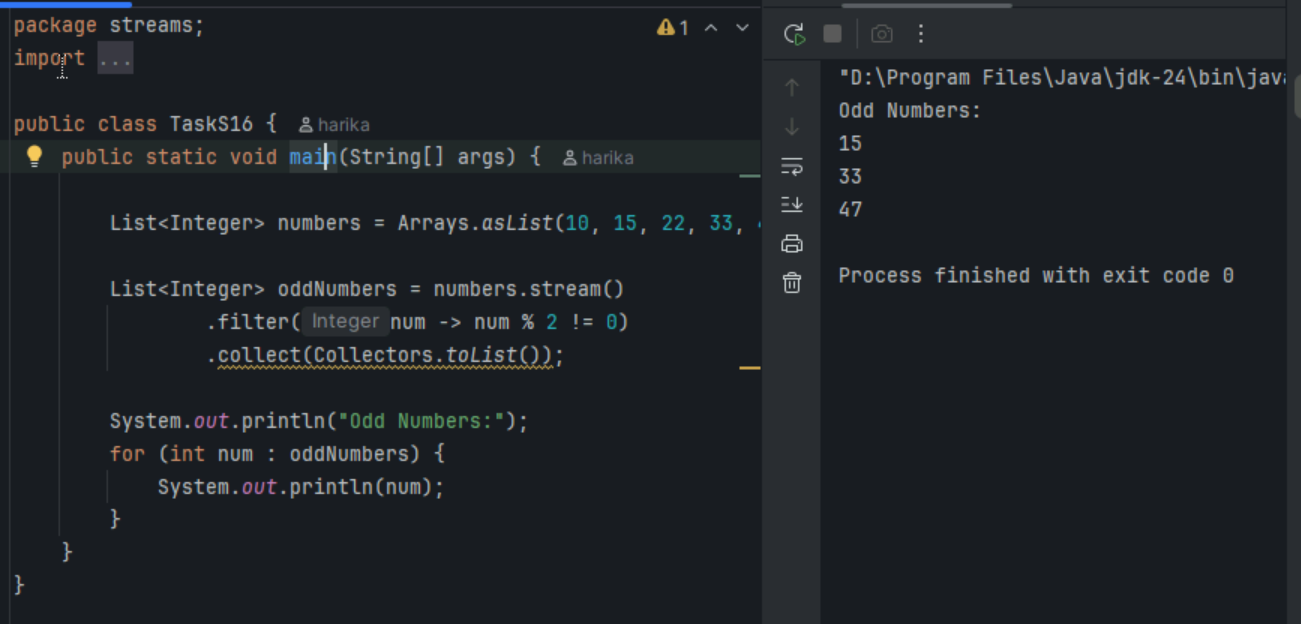 package streams;
import ...
public class TaskS16 { harika
public static void main(String[] args) { harika
List<Integer> numbers = Arrays.asList(10, 15, 22, 33,
List<Integer> oddNumbers = numbers.stream()
.filter( Integer num -> num % 2 != 0)
.collect(Collectors.toList());
System.out.println("Odd Numbers:");
for (int num : oddNumbers) {
System.out.println(num);
}
}
}
1
"D:\Program Files\Java\jdk-24\bin\java
Odd Numbers:
15
33
47
Process finished with exit code 0